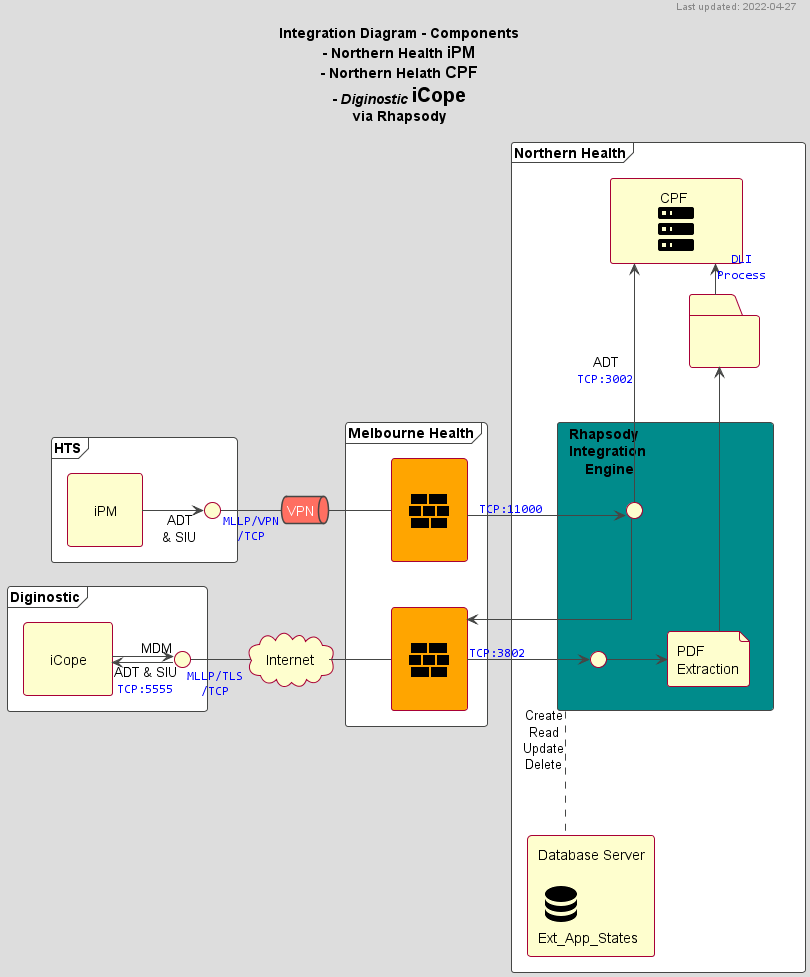 Last updated: 2022-04-27
Integration Diagram - Components
- Northern Health iPM
- Northern Helath CPF
- Diginostic iCope
via Rhapsody
Northern Health
CPF
DLI
Process
ADT
TCP:3002
HTS
iPM
ADT
& SIU
MLLP/VPN
/TCP
VPN
Melbourne Health
TCP:11000
Rhapsody
Integration
Engine
Diginostic
iCope
MDM
ADT & SIU
TCP:5555
MLLP/TLS
/TCP
Internet
TCP:3802
PDF
Extraction
Create
Read
Update
Delete
Database Server
Ext_App_States